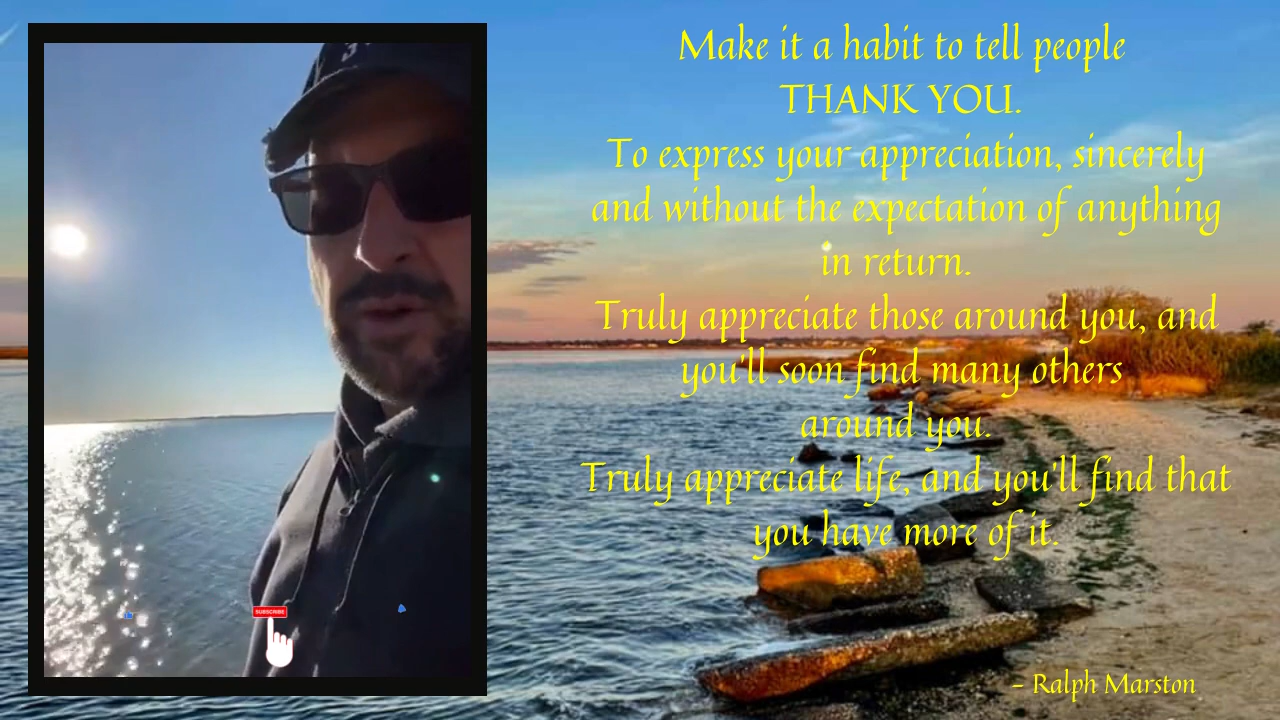 Make it a habit to tell people
THANK YOU.
To express your appreciation, sincerely
and without the expectation of anything
in return.
Truly appreciate those around you, and
you'll soon find many others
around you.
Truly appreciate life, and you'll find that
you have more of it.
SUBSCRIBE
- Ralph Marston